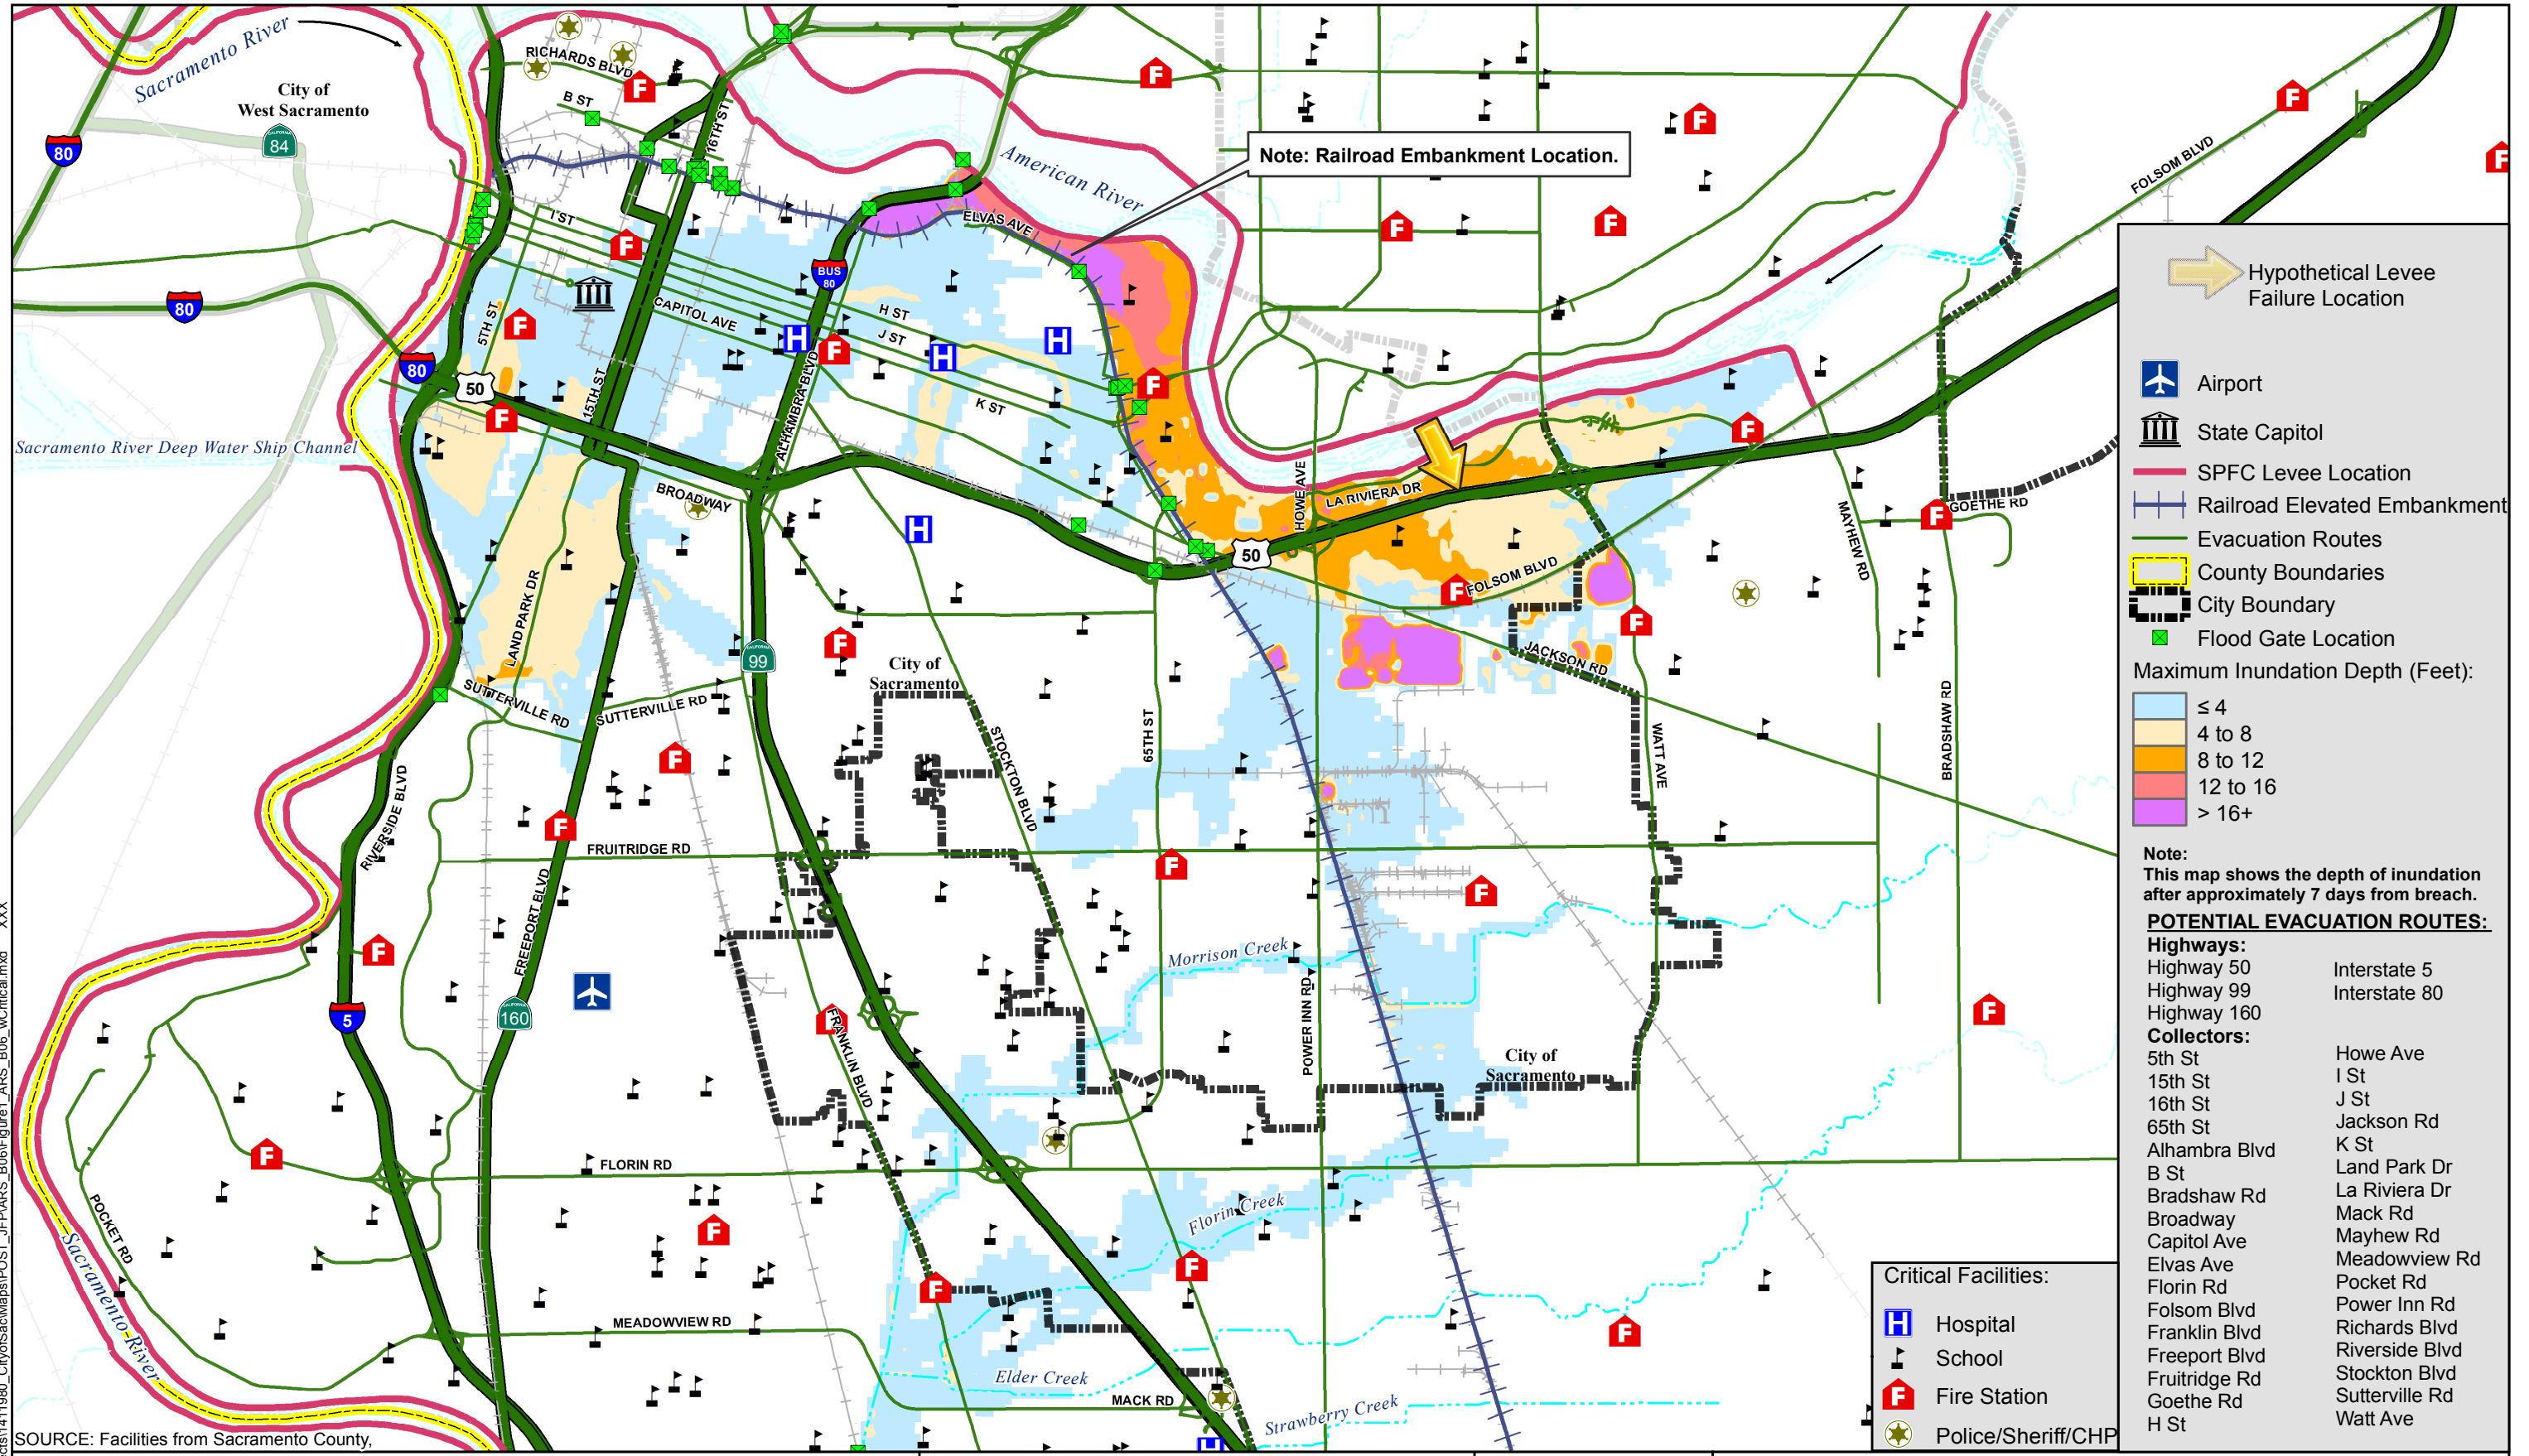 Sacramento River
City of
West Sacramento
84
CALIFORNIA
80
80
80
RICHARDS BLVD
B ST
16TH ST
I ST
5TH ST
CAPITOL AVE
15TH ST
50
BUS
80
H ST
J ST
K ST
ALHAMBRA BLVD
ELVAS AVE
American River
Note: Railroad Embankment Location.
FOLSOM BLVD
Sacramento River Deep Water Ship Channel
BROADWAY
HOWE AVE
LA RIVIERA DR
50
FOLSOM BLVD
MAYHEW RD
GOETHE RD
LAND PARK DR
SUTTERVILLE RD
SUTTERVILLE RD
CALIFORNIA
99
City of
Sacramento
JACKSON RD
65TH ST
STOCKTON BLVD
WATT AVE
BRADSHAW RD
RIVERSIDE BLVD
FRUITRIDGE RD
FREEPORT BLVD
CALIFORNIA
160
5
Morrison Creek
POWER INN RD
FRANKLIN BLVD
City of
Sacramento
FLORIN RD
POCKET RD
Sacramento River
Florin Creek
MEADOWVIEW RD
Elder Creek
MACK RD
Strawberry Creek
SOURCE: Facilities from Sacramento County,
Hypothetical Levee
Failure Location
Airport
State Capitol
SPFC Levee Location
Railroad Elevated Embankment
Evacuation Routes
County Boundaries
City Boundary
Flood Gate Location
Maximum Inundation Depth (Feet):
≤ 4
4 to 8
8 to 12
12 to 16
> 16+
Note:
This map shows the depth of inundation
after approximately 7 days from breach.
POTENTIAL EVACUATION ROUTES:
Highways:
Highway 50
Highway 99
Highway 160
Interstate 5
Interstate 80
Collectors:
5th St
15th St
16th St
65th St
Alhambra Blvd
B St
Bradshaw Rd
Broadway
Capitol Ave
Elvas Ave
Florin Rd
Folsom Blvd
Franklin Blvd
Freeport Blvd
Fruitridge Rd
Goethe Rd
H St
Howe Ave
I St
J St
Jackson Rd
K St
Land Park Dr
La Riviera Dr
Mack Rd
Mayhew Rd
Meadowview Rd
Pocket Rd
Power Inn Rd
Richards Blvd
Riverside Blvd
Stockton Blvd
Sutterville Rd
Watt Ave
Critical Facilities:
H Hospital
School
F Fire Station
Police/Sheriff/CHP